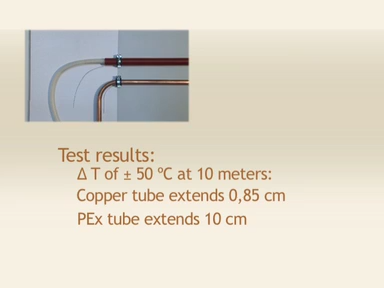 Test results:
Δ T of ± 50 ºC at 10 meters:
Copper tube extends 0,85 cm
PEx tube extends 10 cm